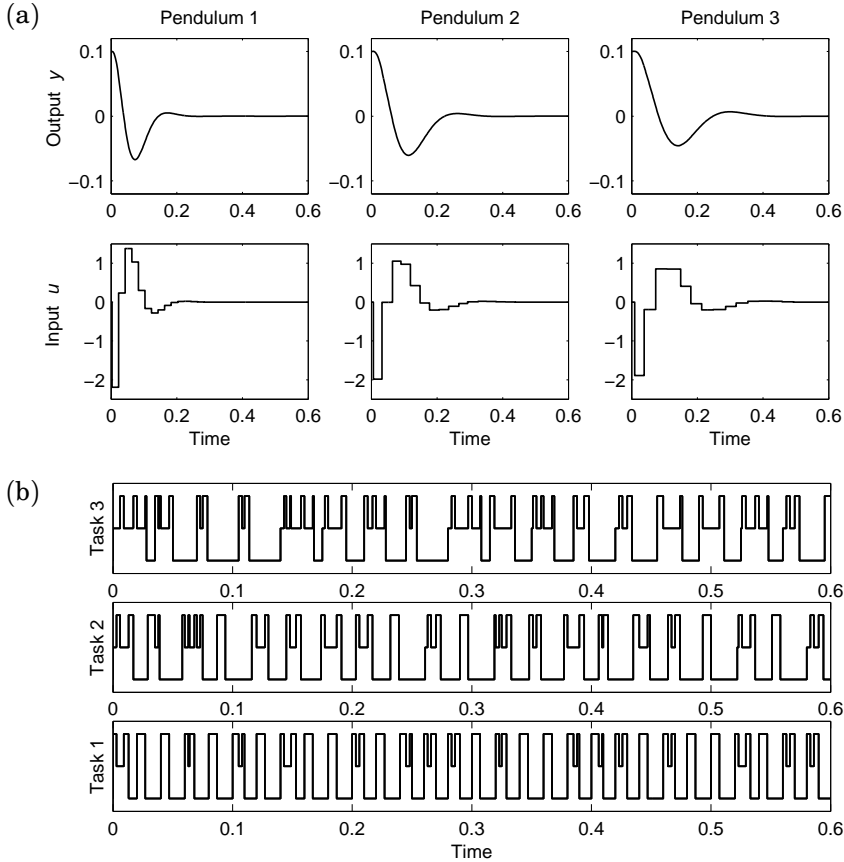 (a)
Pendulum 1 Pendulum 2 Pendulum 3
Output y
0.1 0.1 0.1
0 0 0
−0.1 −0.1 −0.1
0 0.2 0.4 0.6 0 0.2 0.4 0.6 0 0.2 0.4 0.6
Input u
1 1 1
0 0 0
−1 −1 −1
−2 −2 −2
0 0.2 0.4 0.6 0 0.2 0.4 0.6 0 0.2 0.4 0.6
Time Time Time
(b)
Task 3
0 0.1 0.2 0.3 0.4 0.5 0.6
Task 2
0 0.1 0.2 0.3 0.4 0.5 0.6
Task 1
0 0.1 0.2 0.3 0.4 0.5 0.6
Time